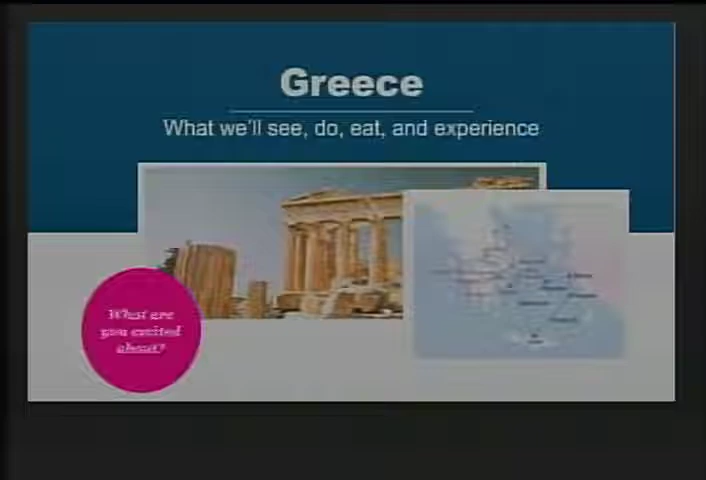 Greece
What we'll see, do, eat, and experience
What are
you excited
about?